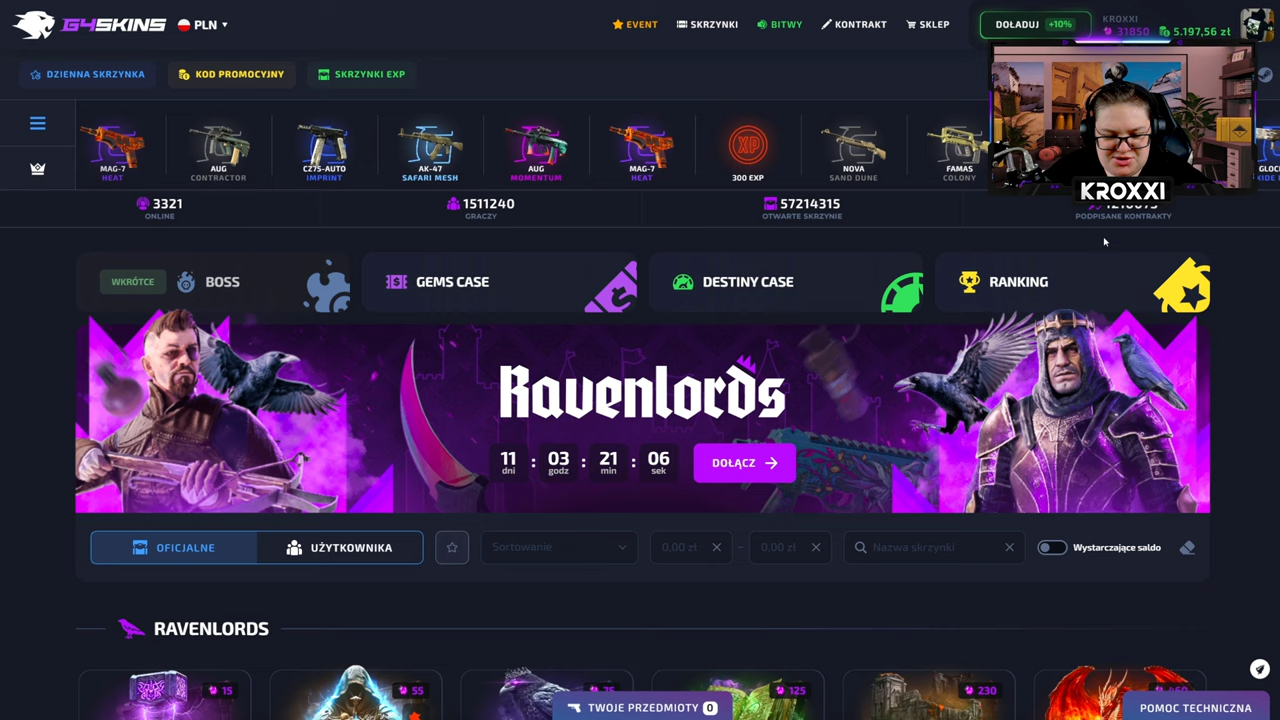 G4SKINS
PLN
EVENT
SKRZYNKI
BITWY
KONTRAKT
SKLEP
DOŁADUJ +10%
KROXXI
31850
5.197,56 zł
DZIENNA SKRZYNKA
KOD PROMOCYJNY
SKRZYNKI EXP
MAG-7
HEAT
AUG
CONTRACTOR
CZ75-AUTO
IMPRINT
AK-47
SAFARI MESH
AUG
MOMENTUM
MAG-7
HEAT
XP
300 EXP
NOVA
SAND DUNE
FAMAS
COLONY
KROXXI
3321
ONLINE
1511240
GRACZY
57214315
OTWARTE SKRZYNIE
PODPISANE KONTRAKTY
WKRÓTCE
BOSS
GEMS CASE
DESTINY CASE
RANKING
Ravenlords
11 : 03 : 21 : 06
dni godz min sek
DOŁĄCZ
OFICJALNE
UŻYTKOWNIKA
Sortowanie
0,00 zł
–
0,00 zł
Nazwa skrzynki
Wystarczające saldo
RAVENLORDS
15
55
75
125
230
460
TWOJE PRZEDMIOTY 0
POMOC TECHNICZNA